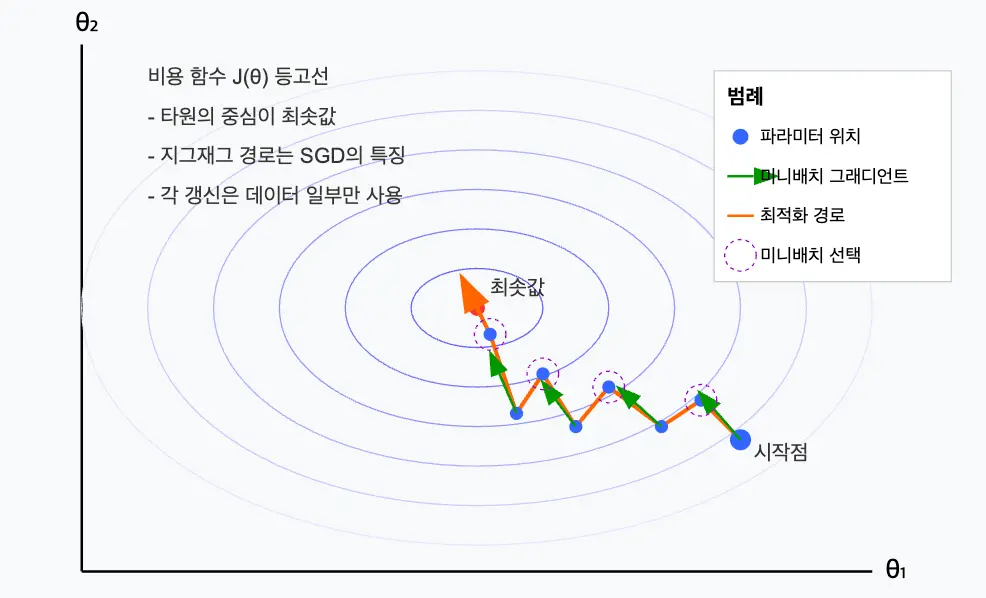 θ₂
비용 함수 J(θ) 등고선
- 타원의 중심이 최솟값
- 지그재그 경로는 SGD의 특징
- 각 갱신은 데이터 일부만 사용
범례
파라미터 위치
미니배치 그래디언트
최적화 경로
미니배치 선택
최솟값
시작점
θ₁